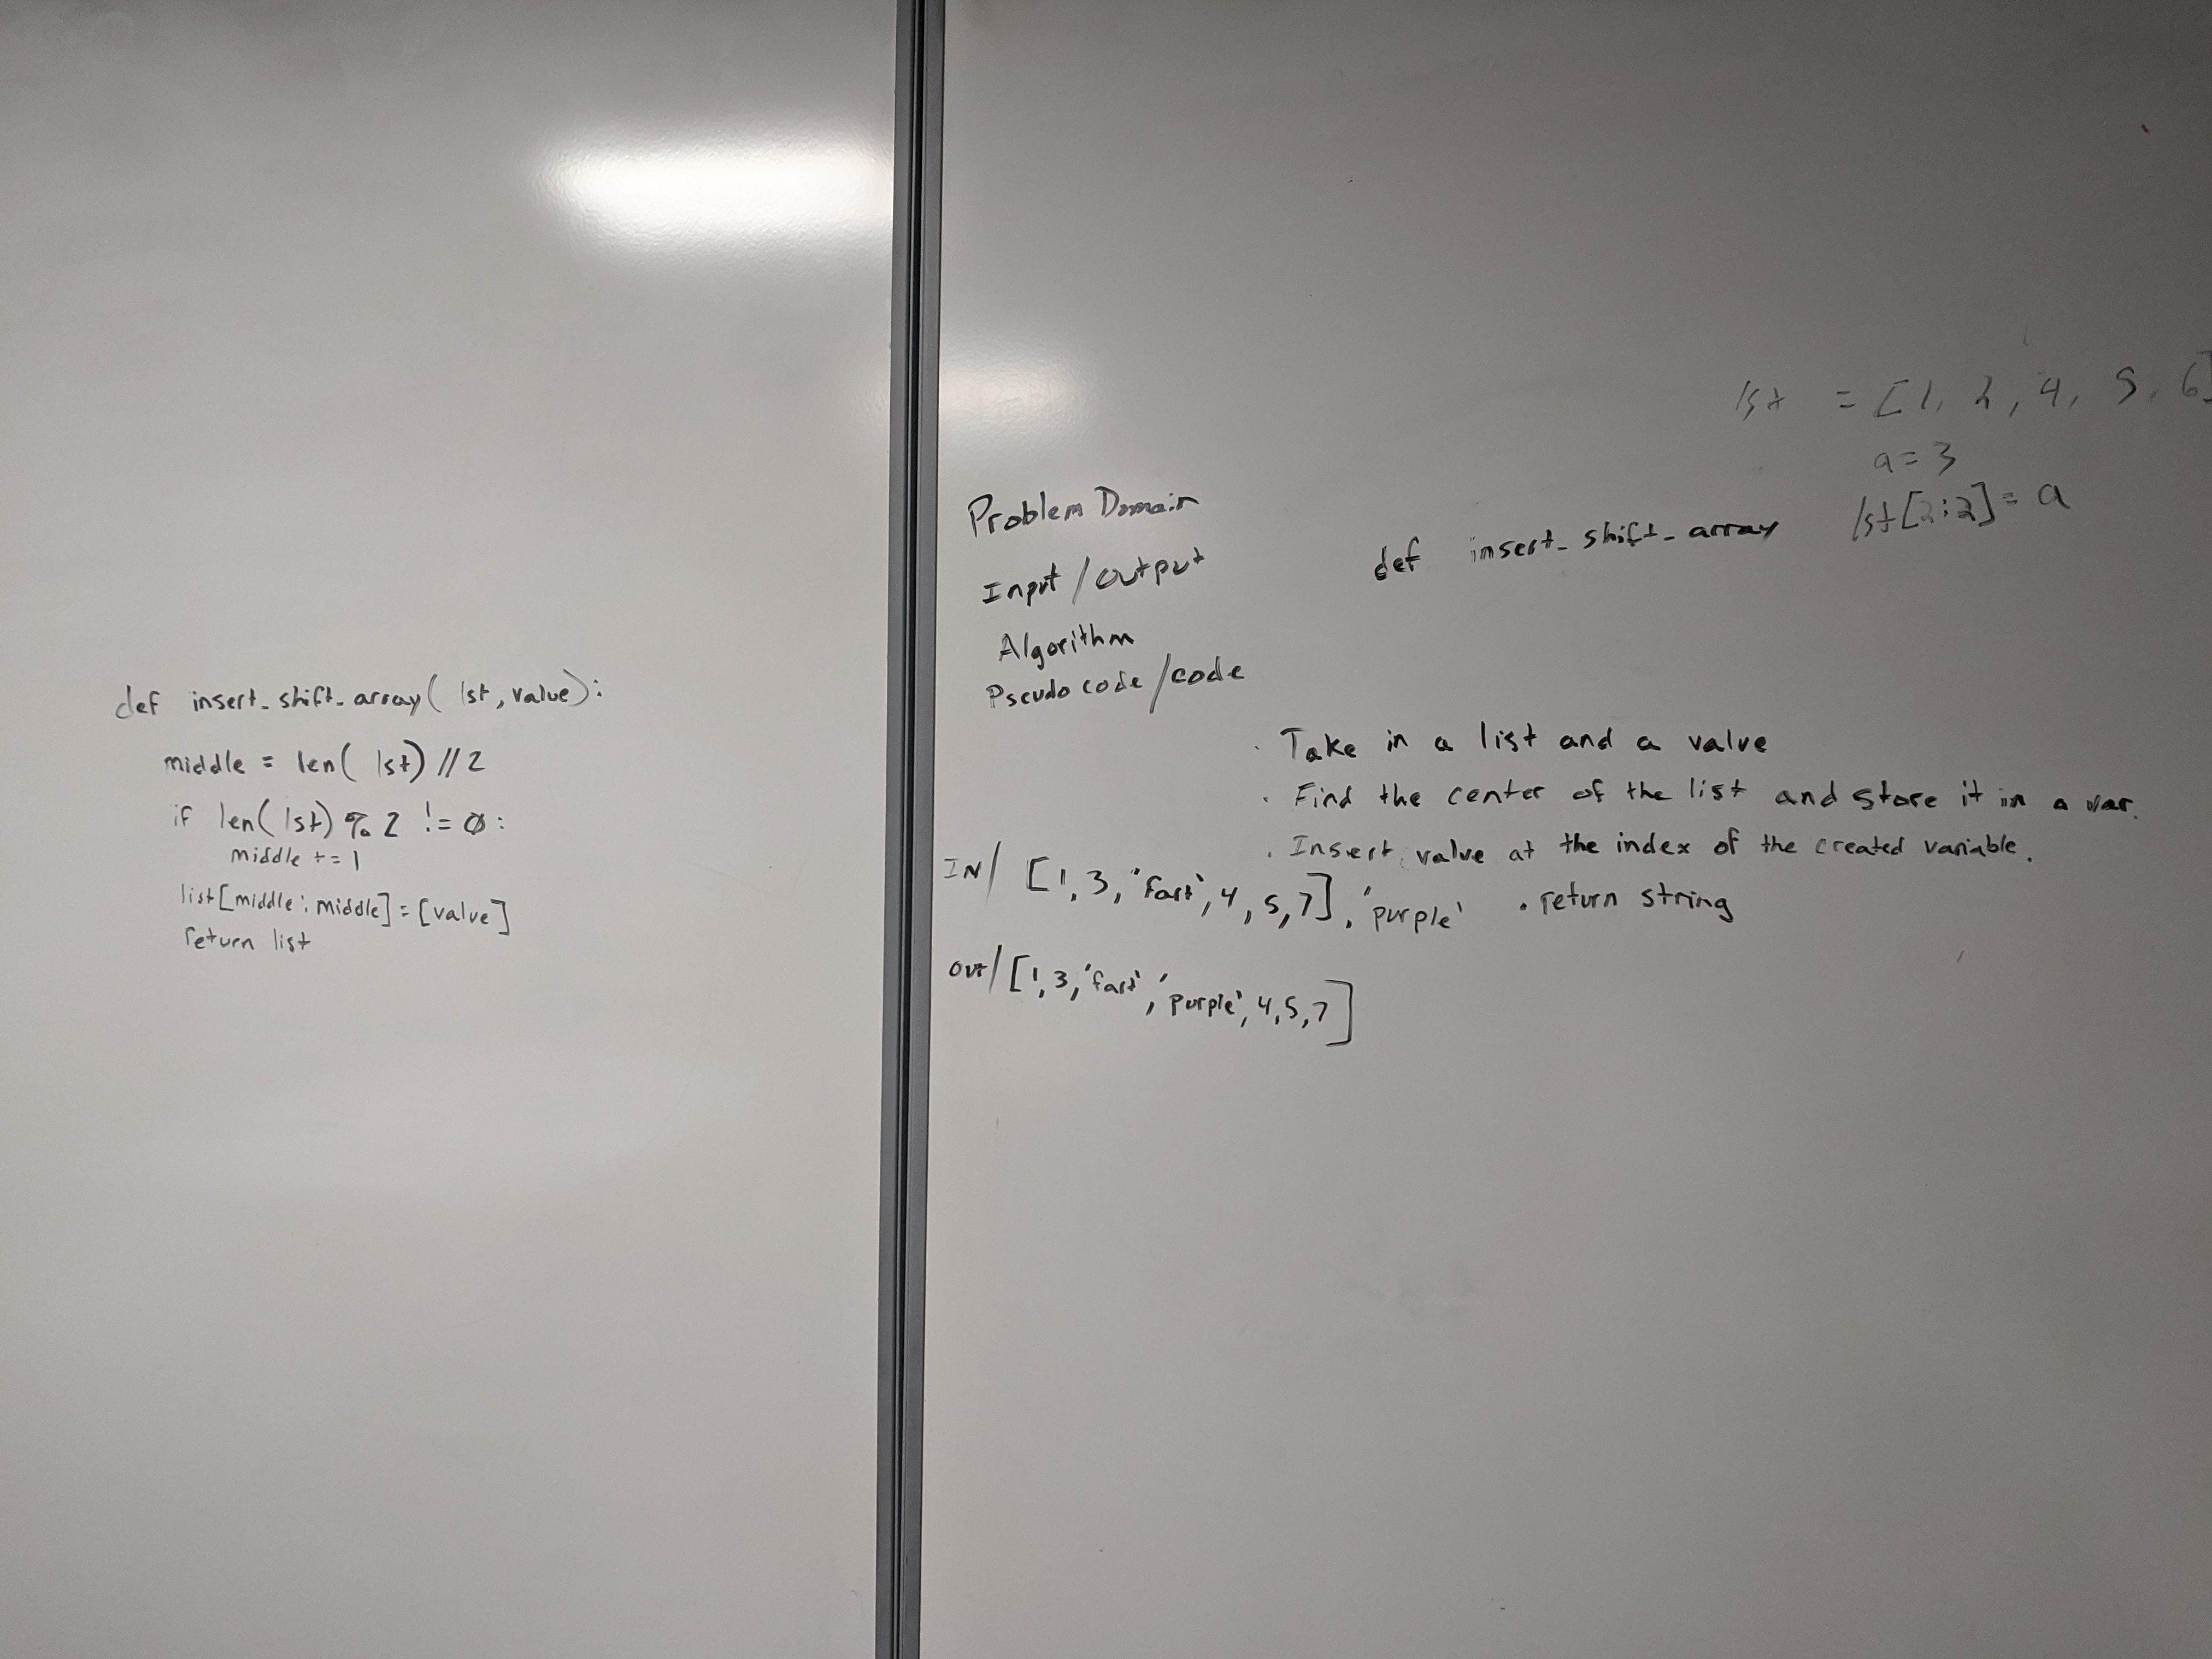 def insert_shift_array( lst, value):
middle = len( lst) // 2
if len( lst) % 2 != 0:
middle += 1
list[middle:middle] = [value]
return list
lst = [1, 2, 4, 5, 6]
a = 3
lst[2:2] = a
Problem Domain
def insert_shift_array
Input/output
Algorithm
Pseudo code/code
. Take in a list and a value
. Find the center of the list and store it in a var.
. Insert value at the index of the created variable.
. return string
IN/ [1, 3, 'fart', 4, 5, 7], 'purple'
OUT/ [1, 3, 'fart', 'purple', 4, 5, 7]